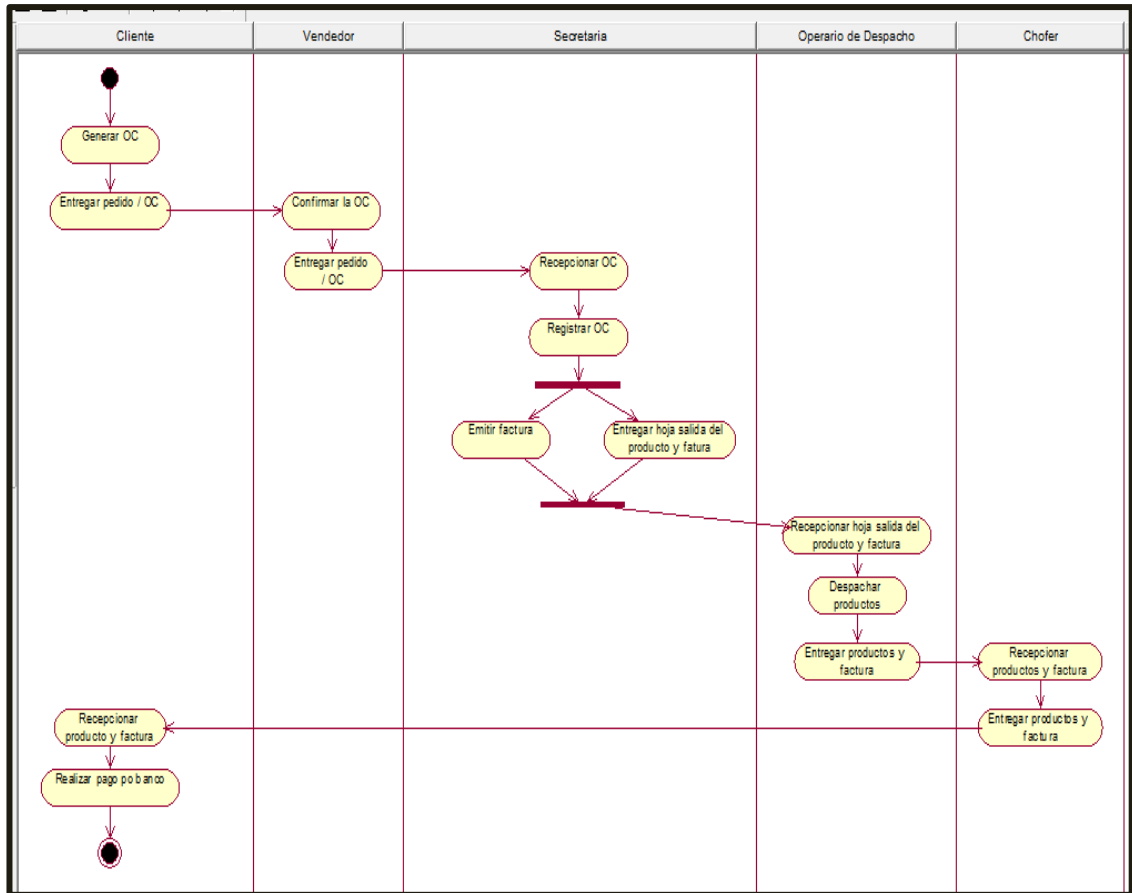 Cliente
Vendedor
Secretaria
Operario de Despacho
Chofer
Generar OC
Entregar pedido / OC
Confirmar la OC
Entregar pedido
/ OC
Recepcionar OC
Registrar OC
Emitir factura
Entregar hoja salida del
producto y fatura
Recepcionar hoja salida del
producto y factura
Despachar
productos
Entregar productos y
factura
Recepcionar
productos y factura
Entregar productos y
factura
Recepcionar
producto y factura
Realizar pago po banco